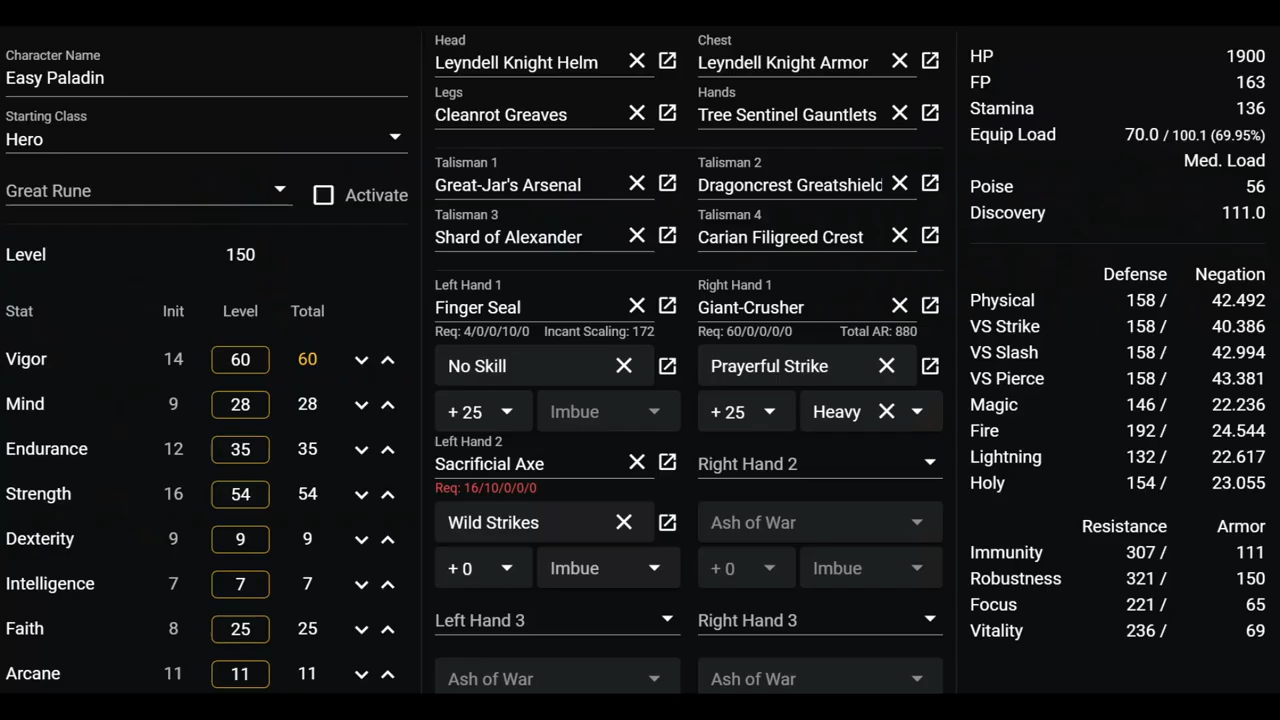 Character Name
Easy Paladin
Starting Class
Hero
Great Rune
Activate
Level 150
Stat Init Level Total
Vigor 14 60 60
Mind 9 28 28
Endurance 12 35 35
Strength 16 54 54
Dexterity 9 9 9
Intelligence 7 7 7
Faith 8 25 25
Arcane 11 11 11
Head Chest
Leyndell Knight Helm Leyndell Knight Armor
Legs Hands
Cleanrot Greaves Tree Sentinel Gauntlets
Talisman 1 Talisman 2
Great-Jar's Arsenal Dragoncrest Greatshield
Talisman 3 Talisman 4
Shard of Alexander Carian Filigreed Crest
Left Hand 1 Right Hand 1
Finger Seal Giant-Crusher
Req: 4/0/0/10/0 Incant Scaling: 172 Req: 60/0/0/0/0 Total AR: 880
No Skill Prayerful Strike
+ 25 Imbue + 25 Heavy
Left Hand 2
Sacrificial Axe Right Hand 2
Req: 16/10/0/0/0
Wild Strikes Ash of War
+ 0 Imbue + 0 Imbue
Left Hand 3 Right Hand 3
Ash of War Ash of War
HP 1900
FP 163
Stamina 136
Equip Load 70.0 / 100.1 (69.95%)
Med. Load
Poise 56
Discovery 111.0
Defense Negation
Physical 158 / 42.492
VS Strike 158 / 40.386
VS Slash 158 / 42.994
VS Pierce 158 / 43.381
Magic 146 / 22.236
Fire 192 / 24.544
Lightning 132 / 22.617
Holy 154 / 23.055
Resistance Armor
Immunity 307 / 111
Robustness 321 / 150
Focus 221 / 65
Vitality 236 / 69